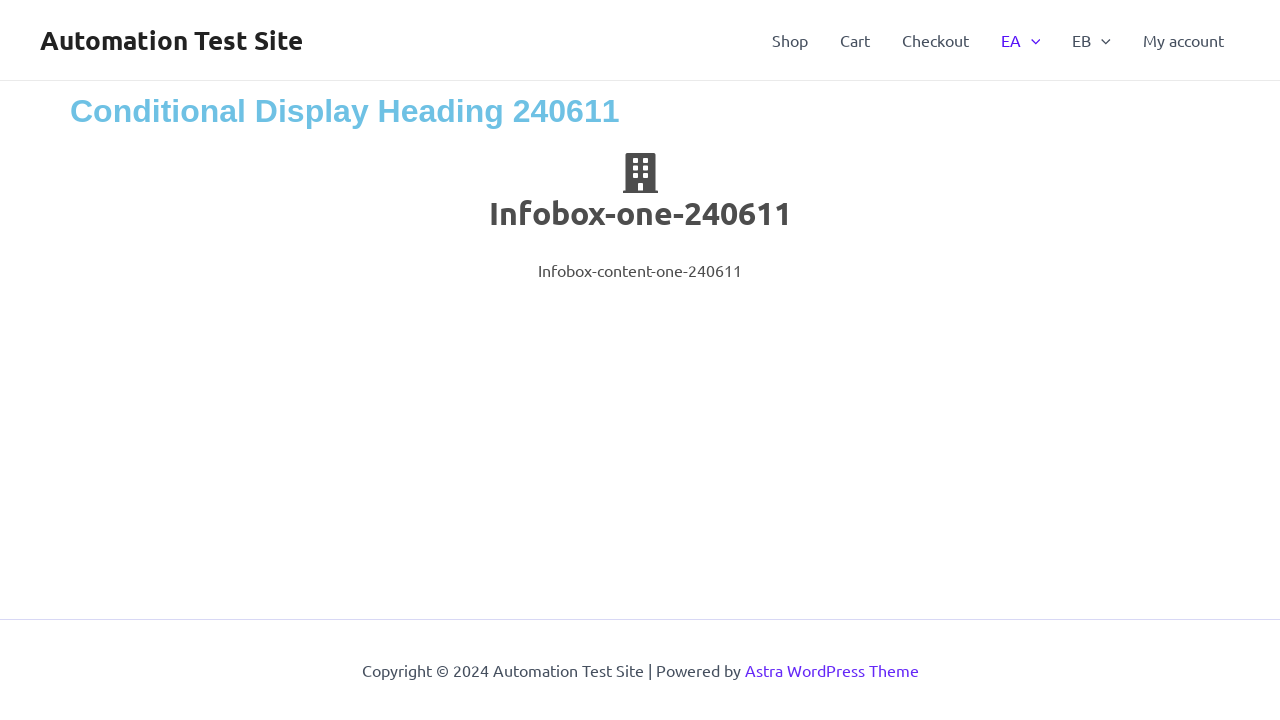 Automation Test Site
Shop Cart Checkout EA EB My account
Conditional Display Heading 240611
Infobox-one-240611
Infobox-content-one-240611
Copyright © 2024 Automation Test Site | Powered by Astra WordPress Theme